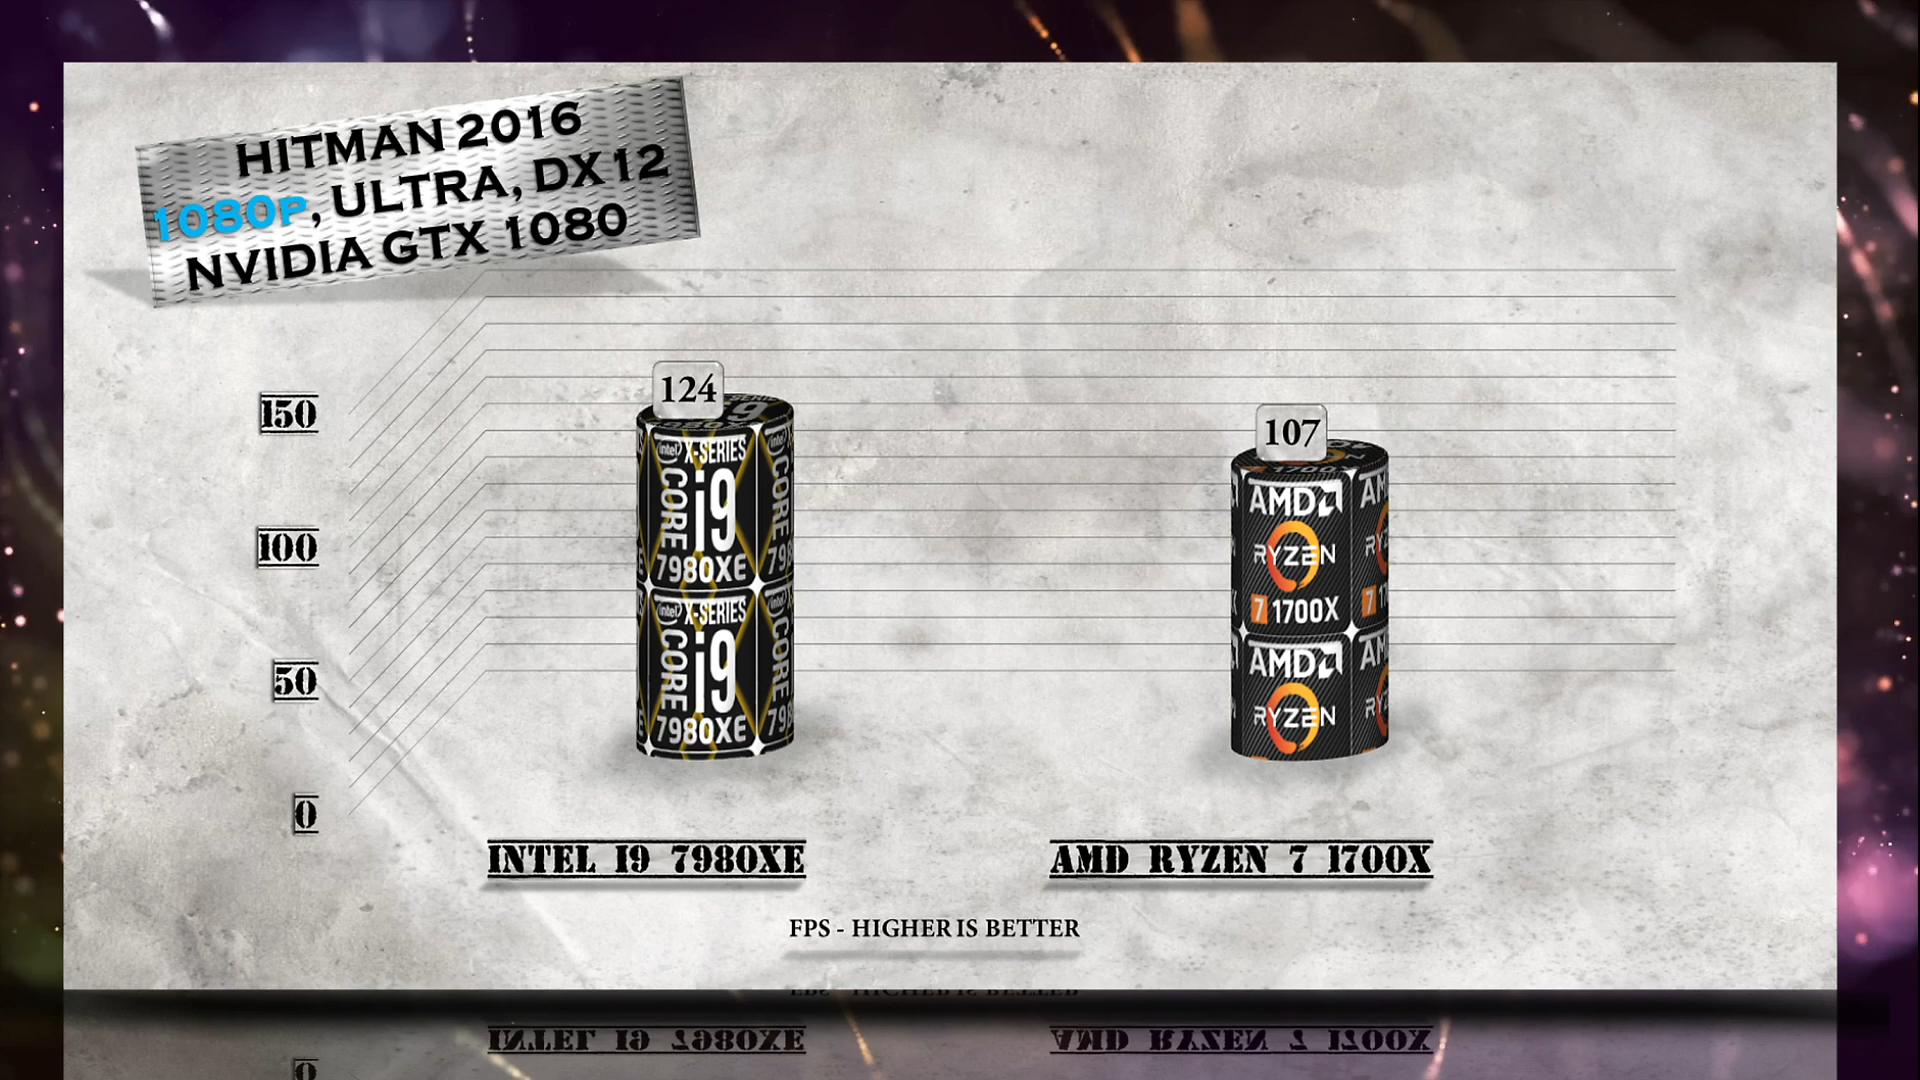 HITMAN 2016
1080P, ULTRA, DX12
NVIDIA GTX 1080
150
100
50
0
124
intel X-SERIES
CORE i9
7980XE
intel X-SERIES
CORE i9
7980XE
107
1700X
AMD
RYZEN
7 1700X
AMD
RYZEN
INTEL I9 7980XE
AMD RYZEN 7 1700X
FPS - HIGHER IS BETTER